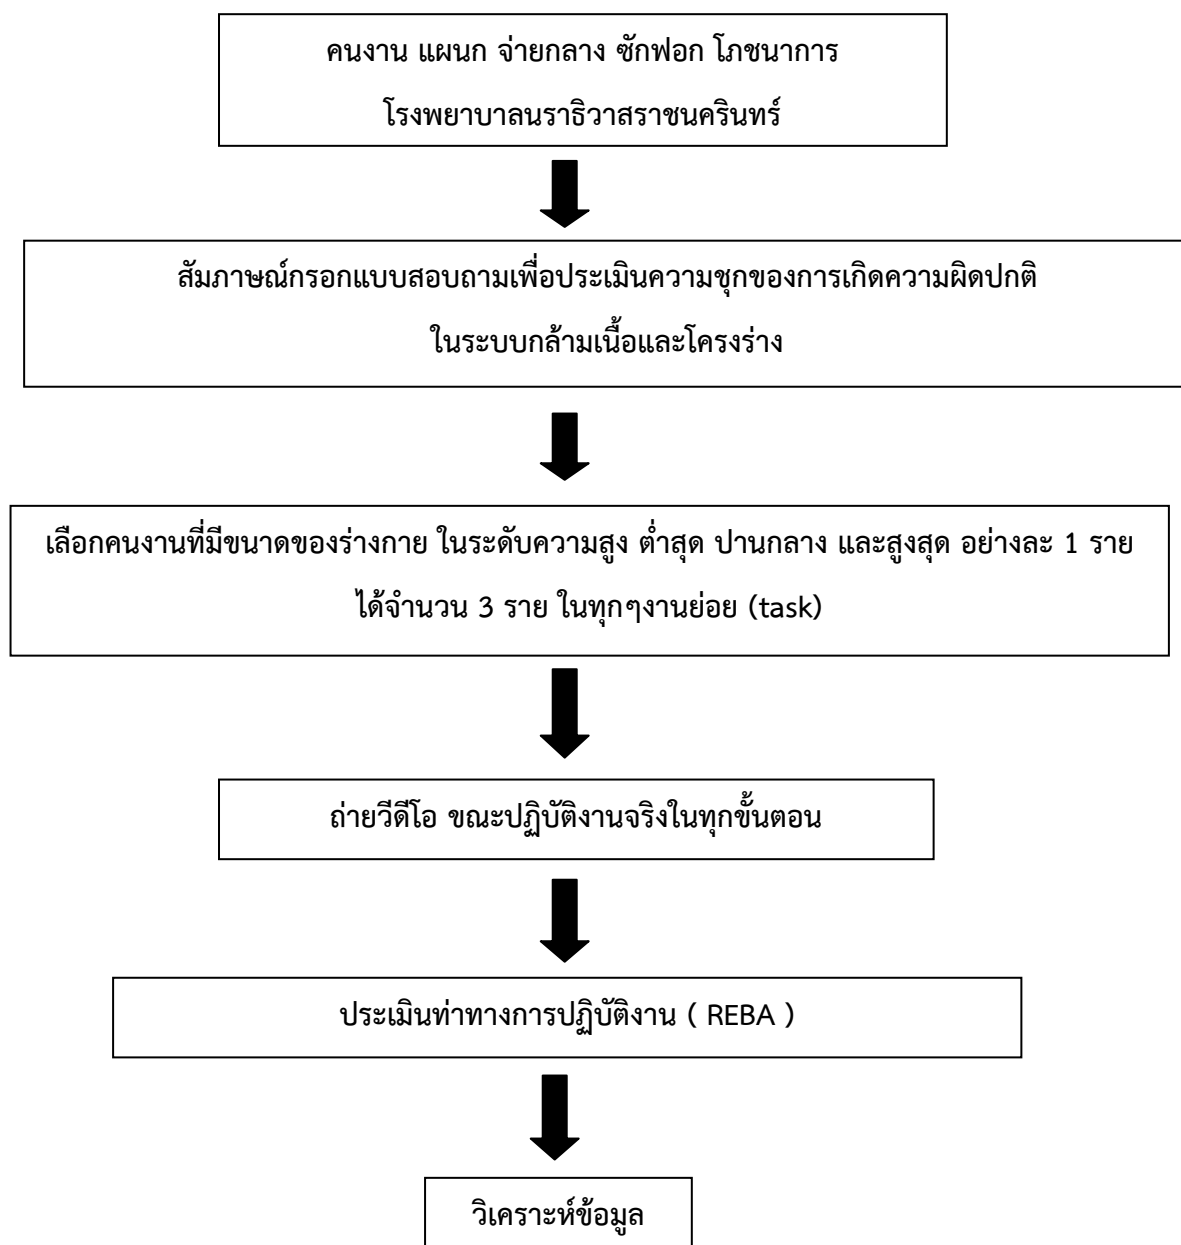 คนงาน แผนก จ่ายกลาง ซักฟอก โภชนาการ
โรงพยาบาลนราธิวาสราชนครินทร์
สัมภาษณ์กรอกแบบสอบถามเพื่อประเมินความชุกของการเกิดความผิดปกติ
ในระบบกล้ามเนื้อและโครงร่าง
เลือกคนงานที่มีขนาดของร่างกาย ในระดับความสูง ต่ำสุด ปานกลาง และสูงสุด อย่างละ 1 ราย
ได้จำนวน 3 ราย ในทุกๆงานย่อย (task)
ถ่ายวีดีโอ ขณะปฏิบัติงานจริงในทุกขั้นตอน
ประเมินท่าทางการปฏิบัติงาน ( REBA )
วิเคราะห์ข้อมูล